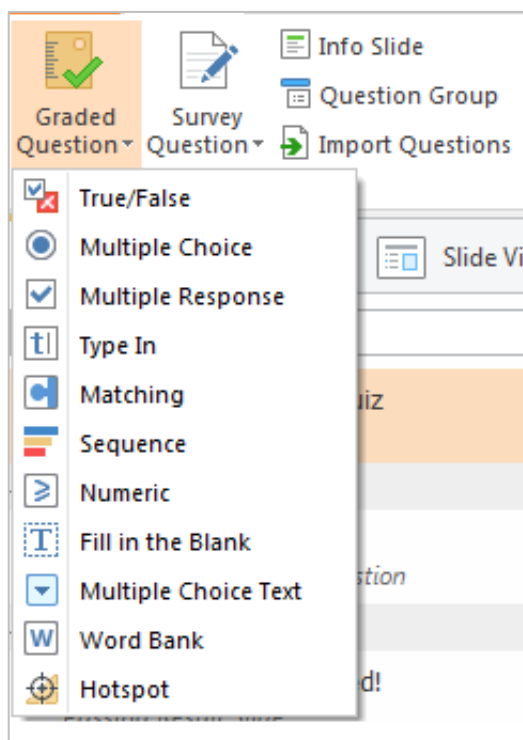 Graded
Question
Survey
Question
Info Slide
Question Group
Import Questions
True/False
Multiple Choice
Multiple Response
Type In
Matching
Sequence
Numeric
Fill in the Blank
Multiple Choice Text
Word Bank
Hotspot
Slide Vi
iz
stion
d!